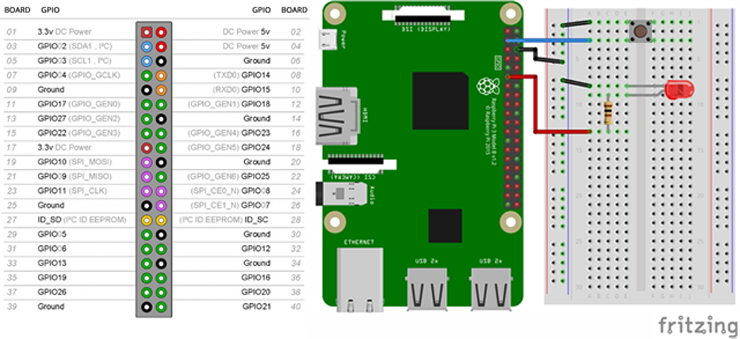 BOARD GPIO GPIO BOARD
01 3.3v DC Power DC Power 5v 02
03 GPIO02 (SDA1 , I²C) DC Power 5v 04
05 GPIO03 (SCL1 , I²C) Ground 06
07 GPIO04 (GPIO_GCLK) (TXD0) GPIO14 08
09 Ground (RXD0) GPIO15 10
11 GPIO17 (GPIO_GEN0) (GPIO_GEN1) GPIO18 12
13 GPIO27 (GPIO_GEN2) Ground 14
15 GPIO22 (GPIO_GEN3) (GPIO_GEN4) GPIO23 16
17 3.3v DC Power (GPIO_GEN5) GPIO24 18
19 GPIO10 (SPI_MOSI) Ground 20
21 GPIO09 (SPI_MISO) (GPIO_GEN6) GPIO25 22
23 GPIO11 (SPI_CLK) (SPI_CE0_N) GPIO08 24
25 Ground (SPI_CE1_N) GPIO07 26
27 ID_SD (I²C ID EEPROM) (I²C ID EEPROM) ID_SC 28
29 GPIO05 Ground 30
31 GPIO06 GPIO12 32
33 GPIO13 Ground 34
35 GPIO19 GPIO16 36
37 GPIO26 GPIO20 38
39 Ground GPIO21 40
DSI (DISPLAY)
Power
GPIO
HDMI
Raspberry Pi 3 Model B v1.2
© Raspberry Pi 2015
CSI (CAMERA)
Audio
ETHERNET
USB 2x
USB 2x
fritzing